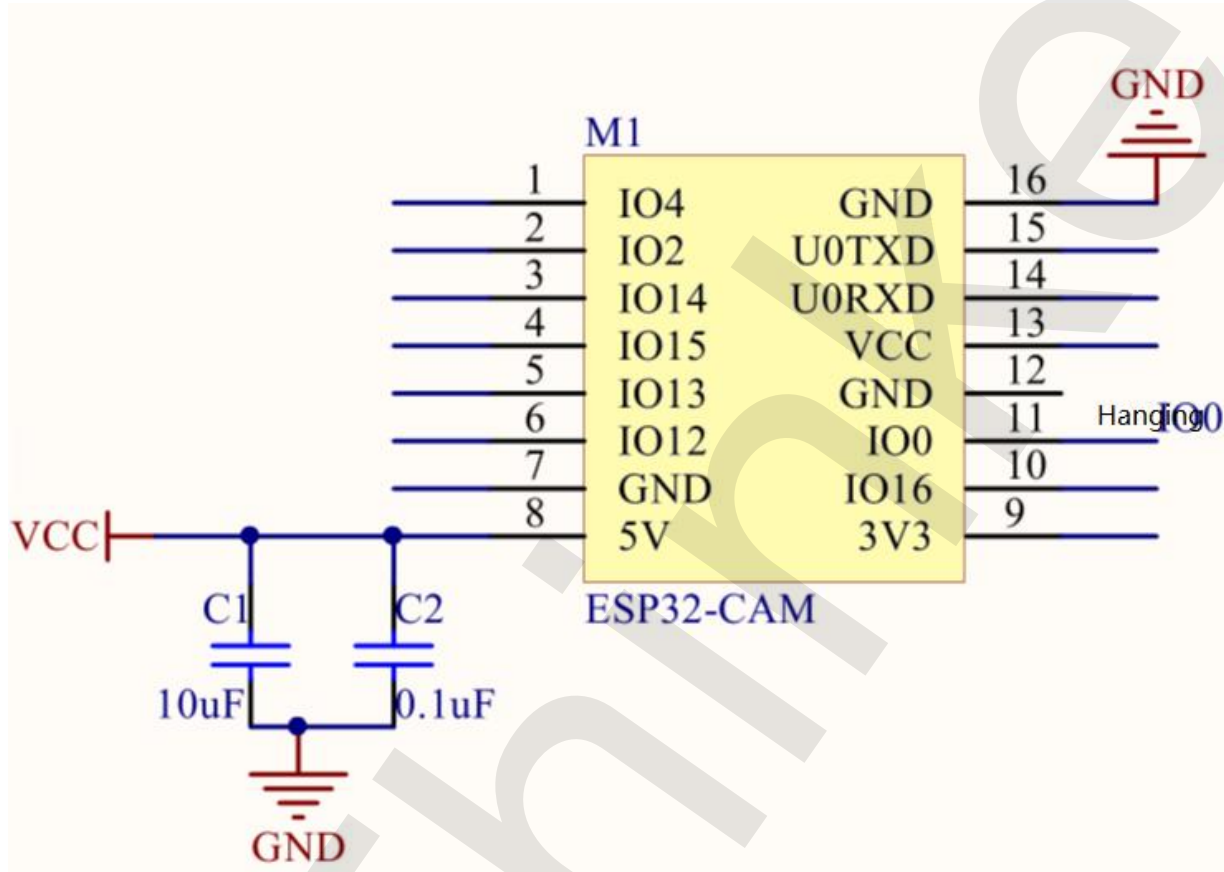 GND
M1
1 IO4 GND 16
2 IO2 U0TXD 15
3 IO14 U0RXD 14
4 IO15 VCC 13
5 IO13 GND 12
6 IO12 IO0 11 Hanging IO0
7 GND IO16 10
VCC 8 5V 3V3 9
C1 C2 ESP32-CAM
10uF 0.1uF
GND